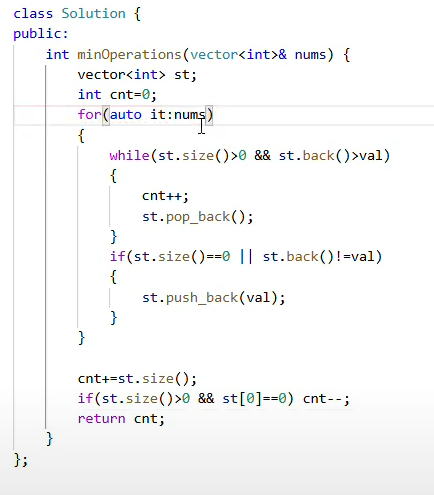 class Solution {
public:
    int minOperations(vector<int>& nums) {
        vector<int> st;
        int cnt=0;
        for(auto it:nums)
        {
            while(st.size()>0 && st.back()>val)
            {
                cnt++;
                st.pop_back();
            }
            if(st.size()==0 || st.back()!=val)
            {
                st.push_back(val);
            }
        }

        cnt+=st.size();
        if(st.size()>0 && st[0]==0) cnt--;
        return cnt;
    }
};